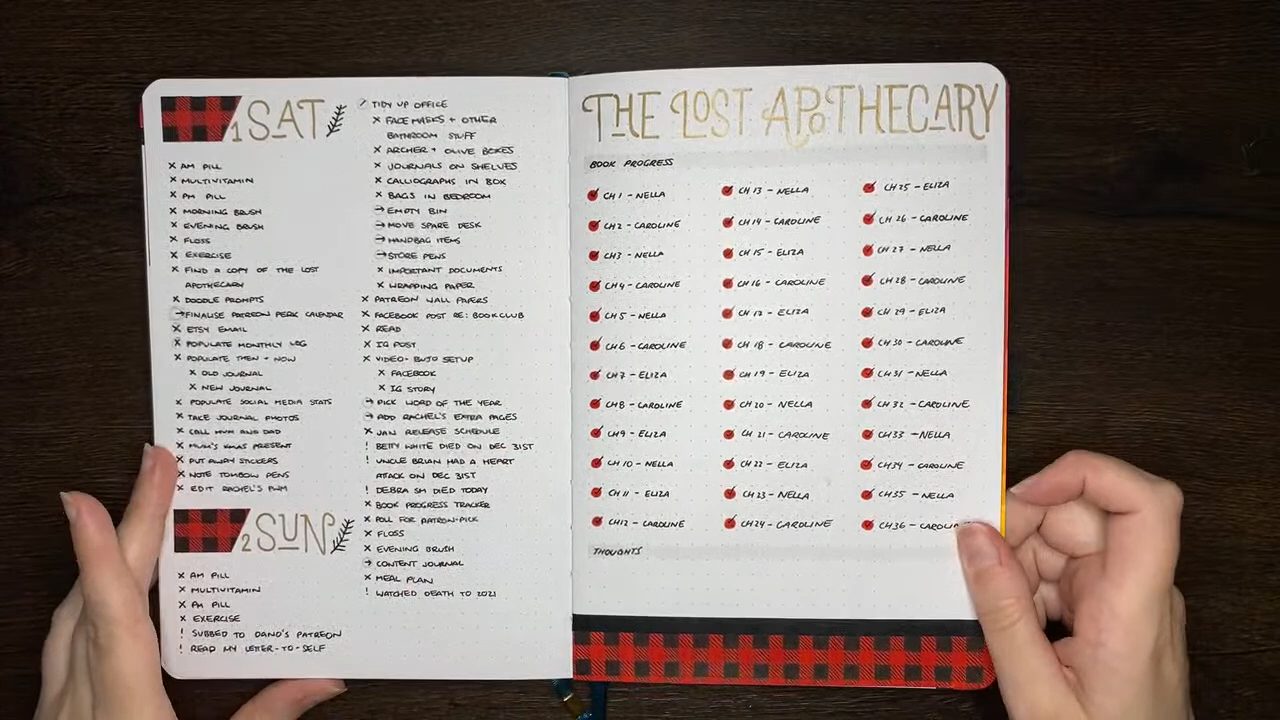 1 SAT
X AM PILL
X MULTIVITAMIN
X PM PILL
X MORNING BRUSH
X EVENING BRUSH
X FLOSS
X EXERCISE
X FIND A COPY OF THE LOST
APOTHECARY
X DOODLE PROMPTS
→ FINALISE PATREON PERK CALENDAR
X ETSY EMAIL
X POPULATE MONTHLY LOG
X POPULATE THEN + NOW
X OLD JOURNAL
X NEW JOURNAL
X POPULATE SOCIAL MEDIA STATS
X TAKE JOURNAL PHOTOS
X CALL MUM AND DAD
X MUM'S XMAS PRESENT
X PUT AWAY STICKERS
X NOTE TOMBOW PENS
X EDIT RACHEL'S PWM
2 SUN
X AM PILL
X MULTIVITAMIN
X PM PILL
X EXERCISE
! SUBBED TO DANO'S PATREON
! READ MY LETTER-TO-SELF
/ TIDY UP OFFICE
X FACE MASKS + OTHER
BATHROOM STUFF
X ARCHER + OLIVE BOXES
X JOURNALS ON SHELVES
X CALLIOGRAPHS IN BOX
X BAGS IN BEDROOM
→ EMPTY BIN
→ MOVE SPARE DESK
→ HANDBAG ITEMS
→ STORE PENS
X IMPORTANT DOCUMENTS
X WRAPPING PAPER
X PATREON WALL PAPERS
X FACEBOOK POST RE: BOOKCLUB
X READ
X IG POST
X VIDEO - BUJO SETUP
X FACEBOOK
X IG STORY
→ PICK WORD OF THE YEAR
→ ADD RACHEL'S EXTRA PAGES
X JAN RELEASE SCHEDULE
! BETTY WHITE DIED ON DEC 31ST
! UNCLE BRIAN HAD A HEART
ATACK ON DEC 31ST
! DEBRA SM DIED TODAY
X BOOK PROGRESS TRACKER
X POLL FOR PATRON-PICK
X FLOSS
X EVENING BRUSH
→ CONTENT JOURNAL
X MEAL PLAN
! WATCHED DEATH TO 2021
THE LOST APOTHECARY
BOOK PROGRESS
CH 1 - NELLA
CH 2 - CAROLINE
CH 3 - NELLA
CH 4 - CAROLINE
CH 5 - NELLA
CH 6 - CAROLINE
CH 7 - ELIZA
CH 8 - CAROLINE
CH 9 - ELIZA
CH 10 - NELLA
CH 11 - ELIZA
CH 12 - CAROLINE
CH 13 - NELLA
CH 14 - CAROLINE
CH 15 - ELIZA
CH 16 - CAROLINE
CH 17 - ELIZA
CH 18 - CAROLINE
CH 19 - ELIZA
CH 20 - NELLA
CH 21 - CAROLINE
CH 22 - ELIZA
CH 23 - NELLA
CH 24 - CAROLINE
CH 25 - ELIZA
CH 26 - CAROLINE
CH 27 - NELLA
CH 28 - CAROLINE
CH 29 - ELIZA
CH 30 - CAROLINE
CH 31 - NELLA
CH 32 - CAROLINE
CH 33 - NELLA
CH 34 - CAROLINE
CH 35 - NELLA
CH 36 -
THOUGHTS